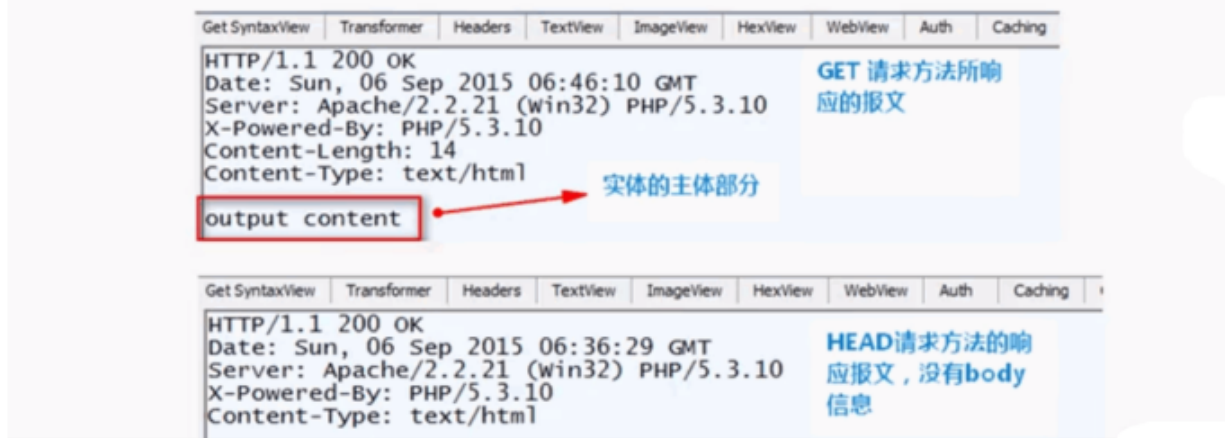 Get SyntaxView Transformer Headers TextView ImageView HexView WebView Auth Caching
HTTP/1.1 200 OK
Date: Sun, 06 Sep 2015 06:46:10 GMT
Server: Apache/2.2.21 (Win32) PHP/5.3.10
X-Powered-By: PHP/5.3.10
Content-Length: 14
Content-Type: text/html
output content
GET 请求方法所响
应的报文
实体的主体部分
Get SyntaxView Transformer Headers TextView ImageView HexView WebView Auth Caching
HTTP/1.1 200 OK
Date: Sun, 06 Sep 2015 06:36:29 GMT
Server: Apache/2.2.21 (Win32) PHP/5.3.10
X-Powered-By: PHP/5.3.10
Content-Type: text/html
HEAD请求方法的响
应报文，没有body
信息